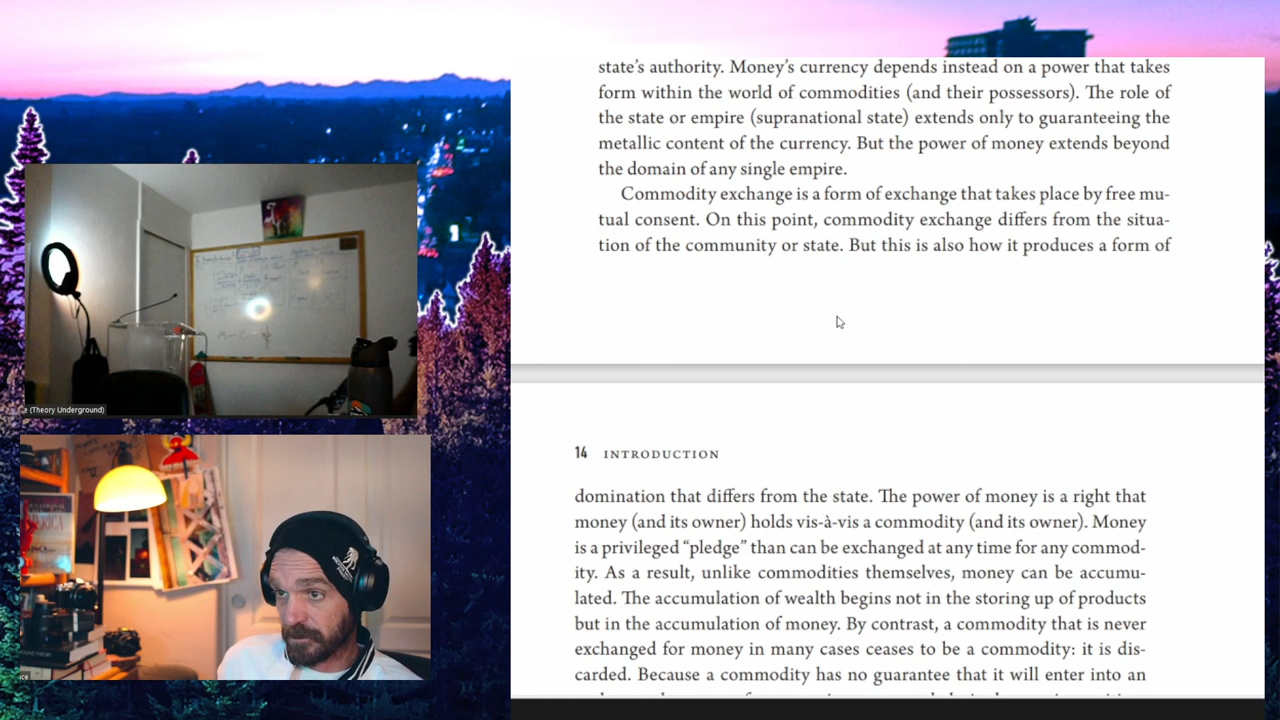 state's authority. Money's currency depends instead on a power that takes
form within the world of commodities (and their possessors). The role of
the state or empire (supranational state) extends only to guaranteeing the
metallic content of the currency. But the power of money extends beyond
the domain of any single empire.
Commodity exchange is a form of exchange that takes place by free mu-
tual consent. On this point, commodity exchange differs from the situa-
tion of the community or state. But this is also how it produces a form of
14 INTRODUCTION
domination that differs from the state. The power of money is a right that
money (and its owner) holds vis-à-vis a commodity (and its owner). Money
is a privileged “pledge” than can be exchanged at any time for any commod-
ity. As a result, unlike commodities themselves, money can be accumu-
lated. The accumulation of wealth begins not in the storing up of products
but in the accumulation of money. By contrast, a commodity that is never
exchanged for money in many cases ceases to be a commodity: it is dis-
carded. Because a commodity has no guarantee that it will enter into an
e (Theory Underground)
ce